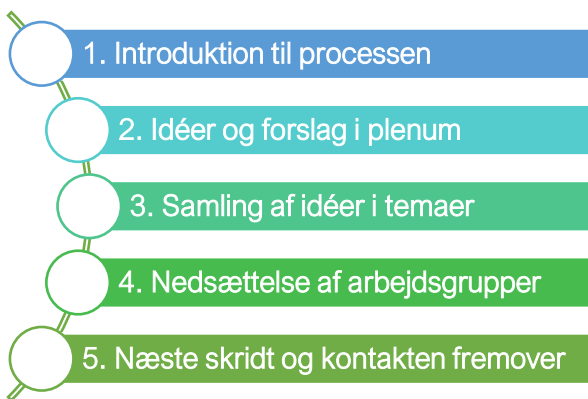 1. Introduktion til processen
2. Idéer og forslag i plenum
3. Samling af idéer i temaer
4. Nedsættelse af arbejdsgrupper
5. Næste skridt og kontakten fremover